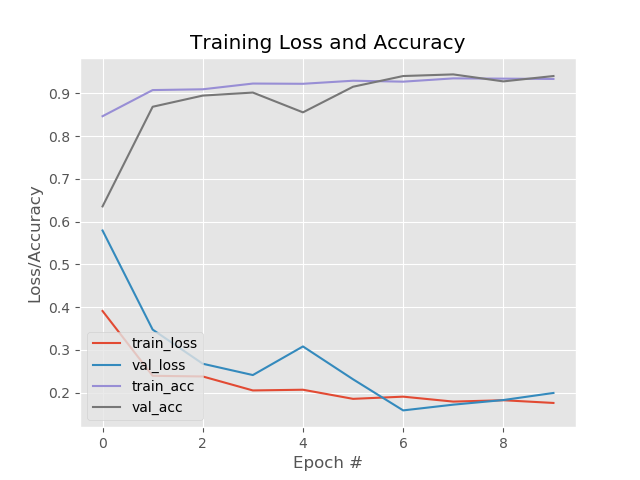 Training Loss and Accuracy
Loss/Accuracy
0.9
0.8
0.7
0.6
0.5
0.4
0.3
0.2
train_loss
val_loss
train_acc
val_acc
0 2 4 6 8
Epoch #